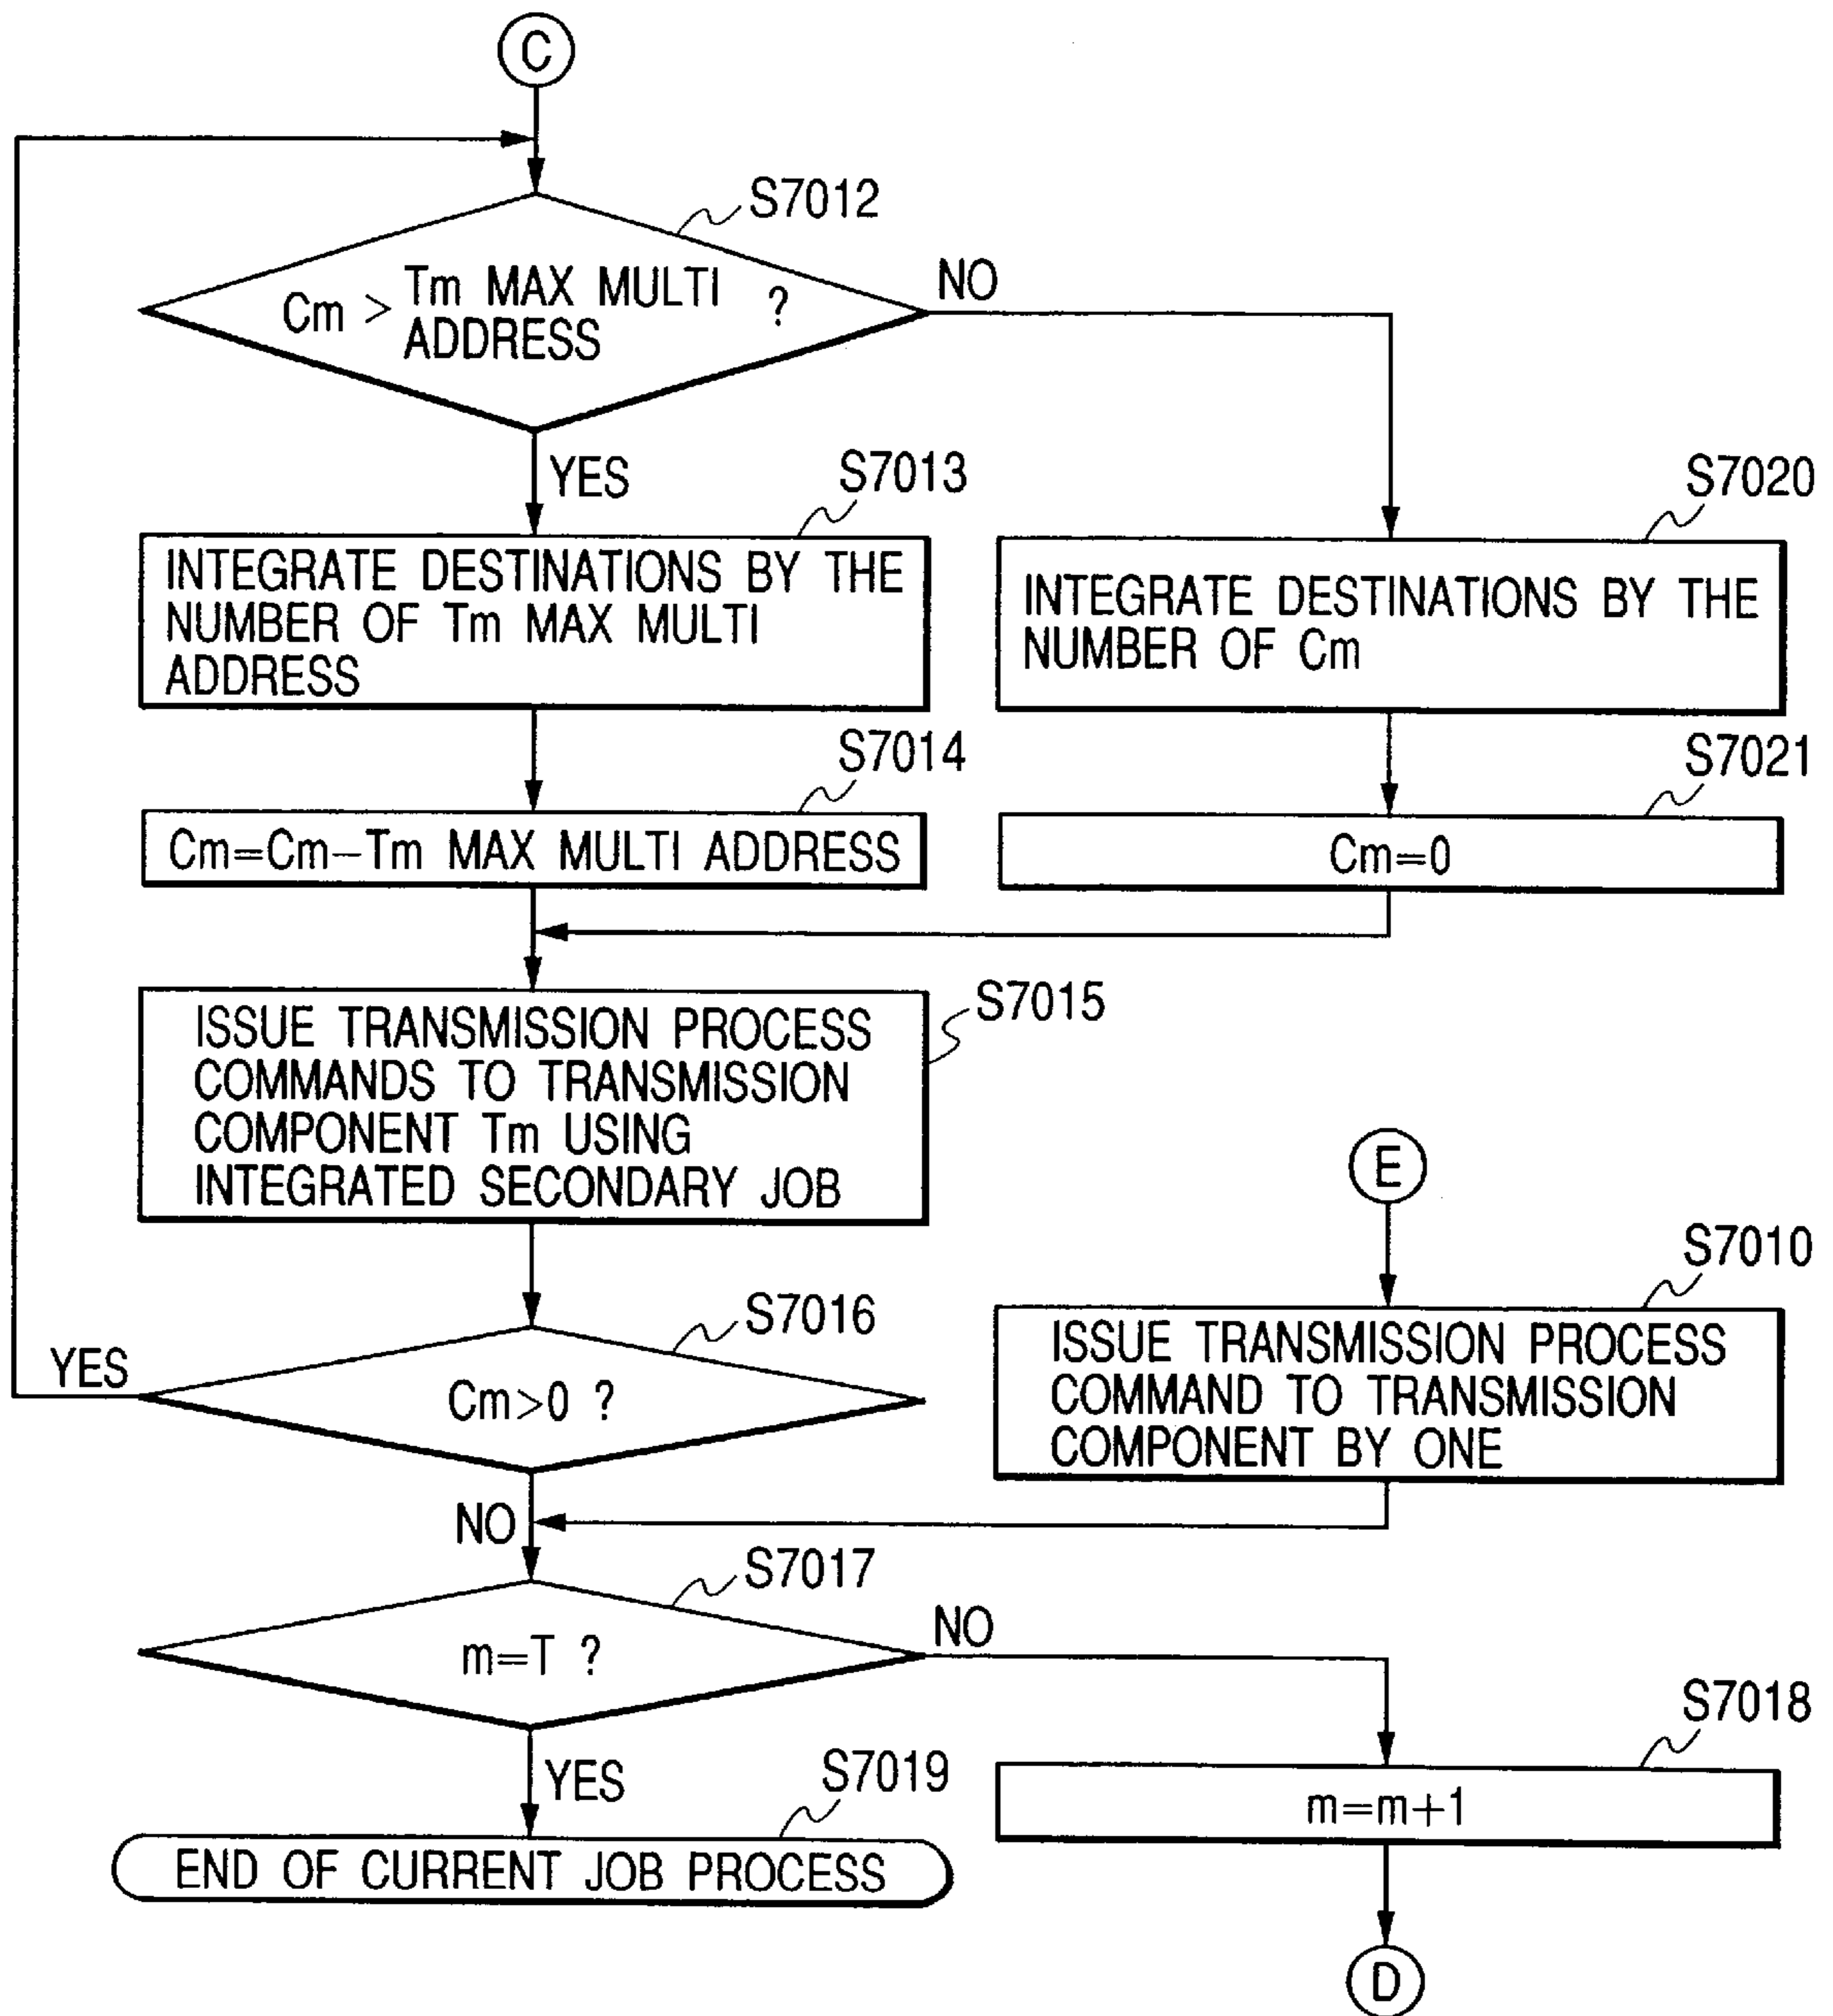 C
S7012
Cm > Tm MAX MULTI
ADDRESS ?
NO
YES
S7013
INTEGRATE DESTINATIONS BY THE
NUMBER OF Tm MAX MULTI
ADDRESS
S7020
INTEGRATE DESTINATIONS BY THE
NUMBER OF Cm
S7014
Cm=Cm−Tm MAX MULTI ADDRESS
S7021
Cm=0
S7015
ISSUE TRANSMISSION PROCESS
COMMANDS TO TRANSMISSION
COMPONENT Tm USING
INTEGRATED SECONDARY JOB
E
S7010
ISSUE TRANSMISSION PROCESS
COMMAND TO TRANSMISSION
COMPONENT BY ONE
S7016
YES
Cm>0 ?
NO
S7017
m=T ?
NO
YES
S7018
m=m+1
S7019
END OF CURRENT JOB PROCESS
D